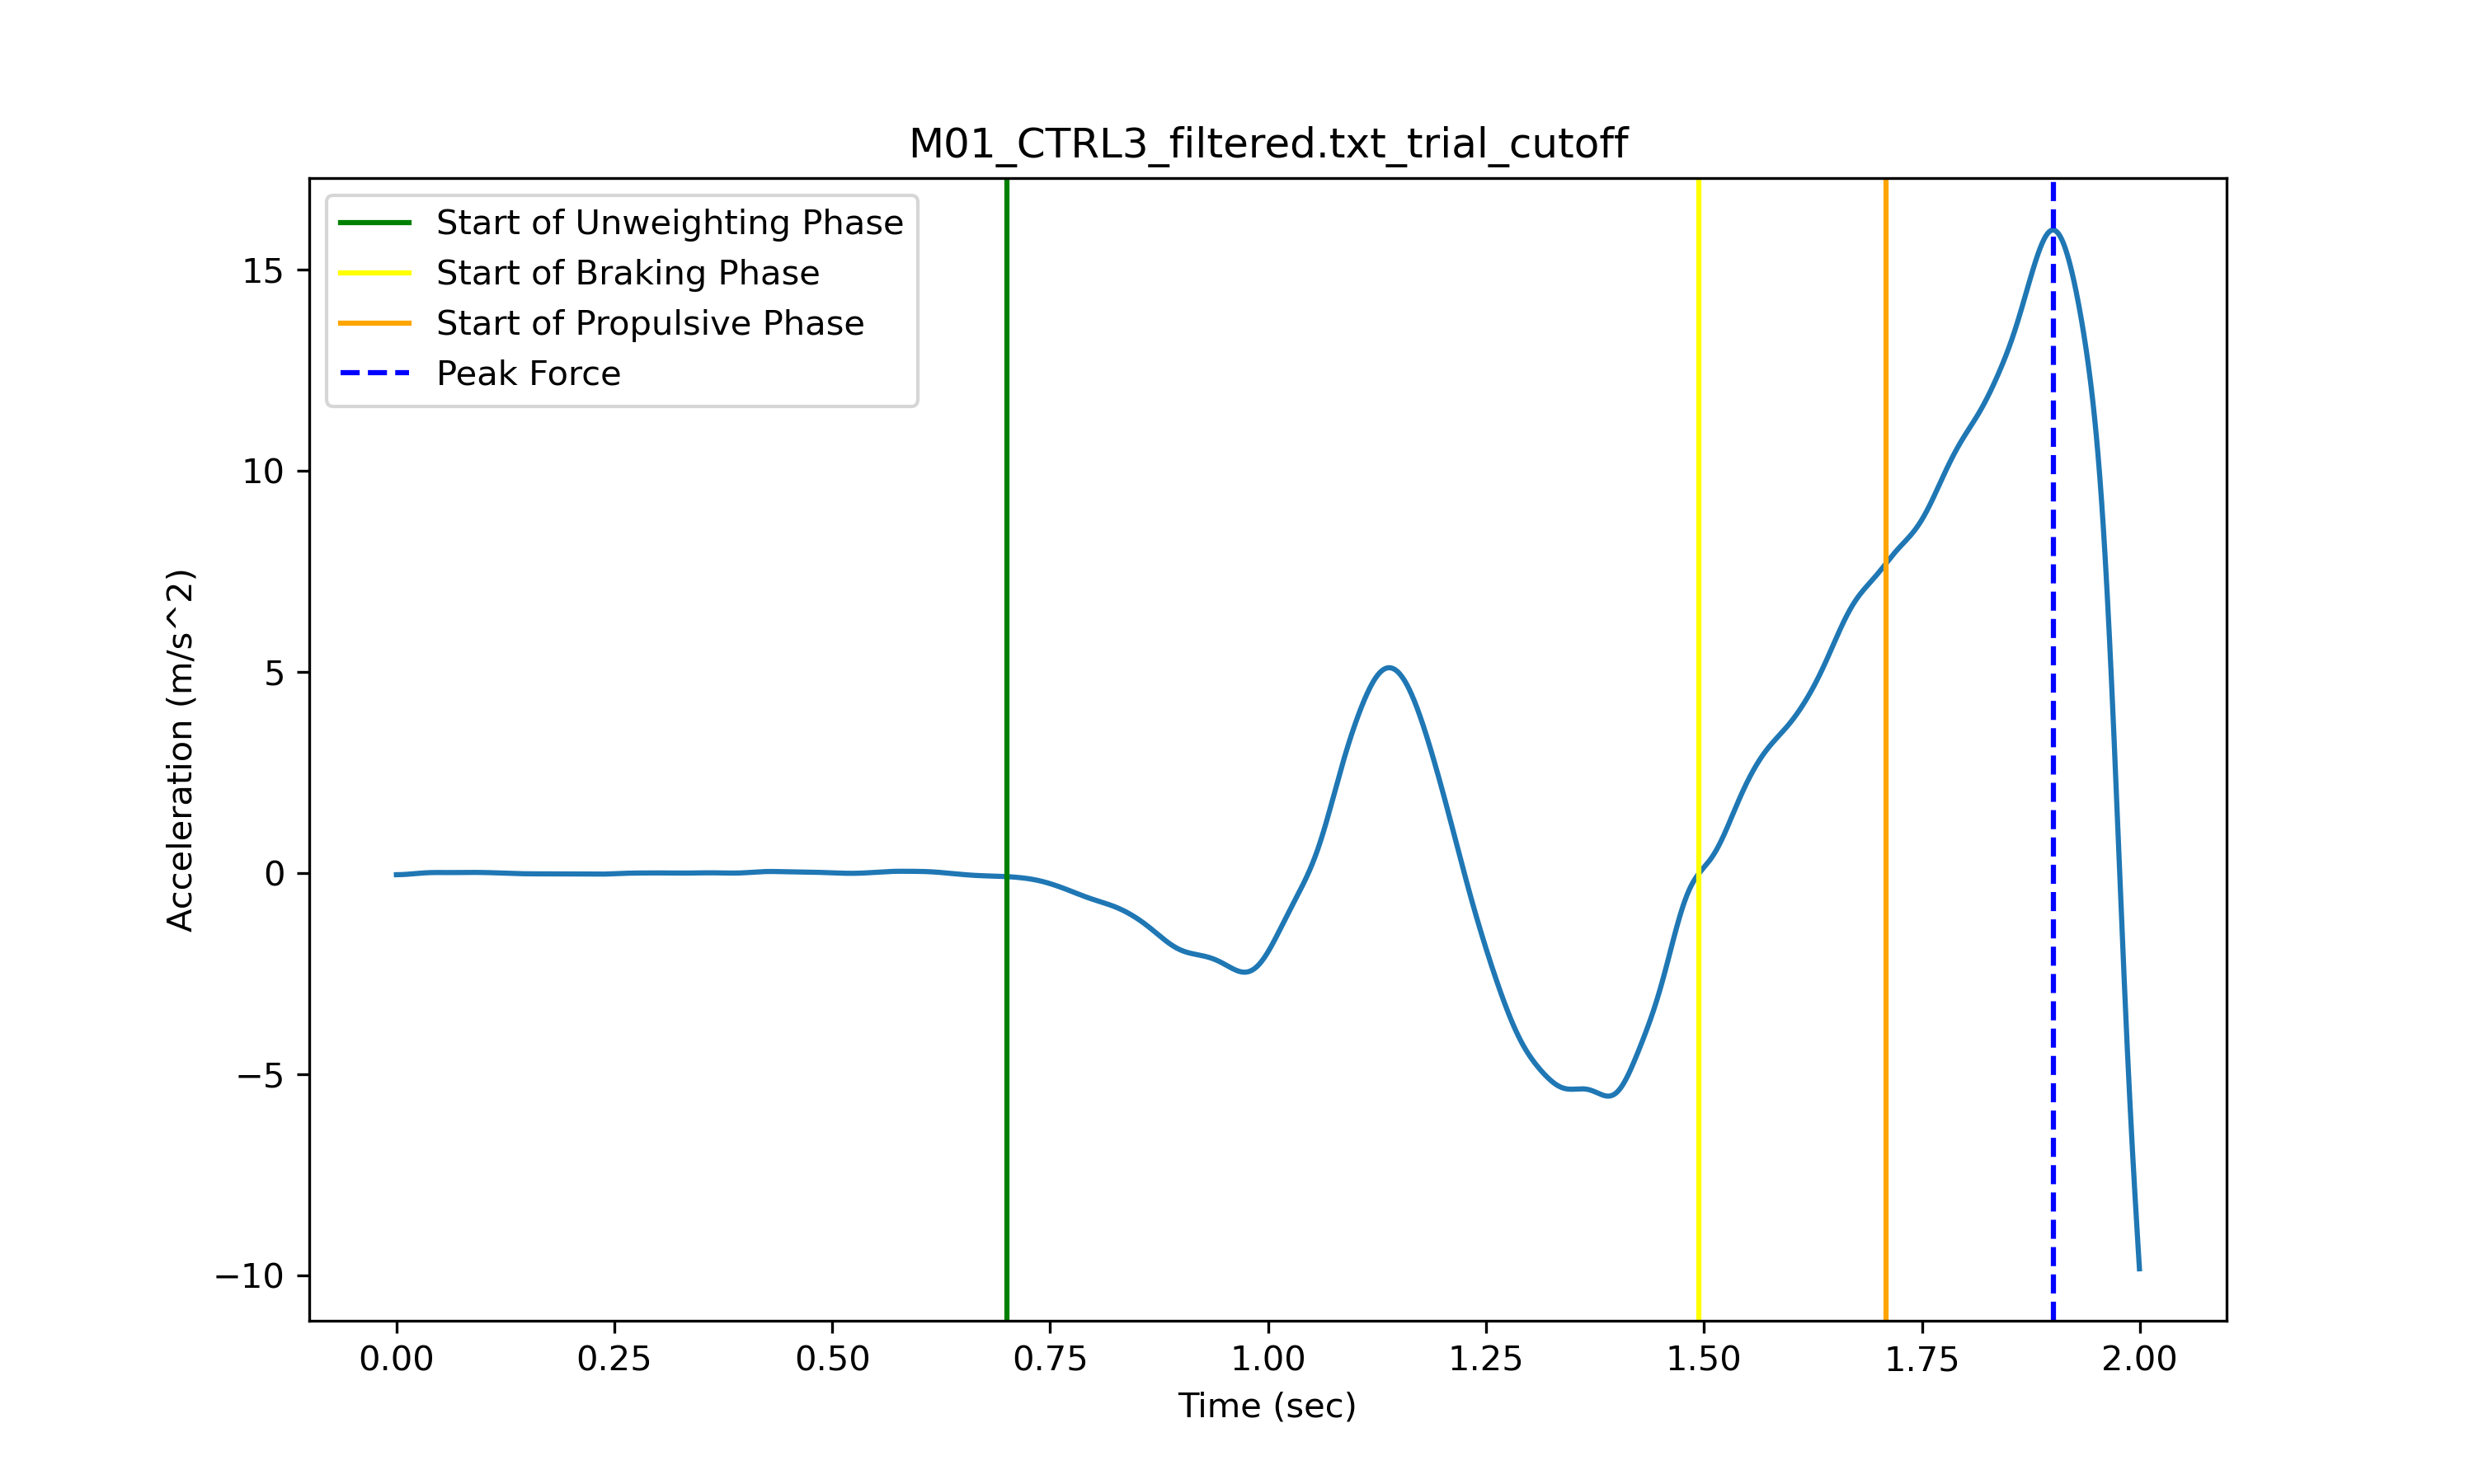 M01_CTRL3_filtered.txt_trial_cutoff
Start of Unweighting Phase
Start of Braking Phase
Start of Propulsive Phase
Peak Force
15
10
5
0
−5
−10
Acceleration (m/s^2)
0.00 0.25 0.50 0.75 1.00 1.25 1.50 1.75 2.00
Time (sec)